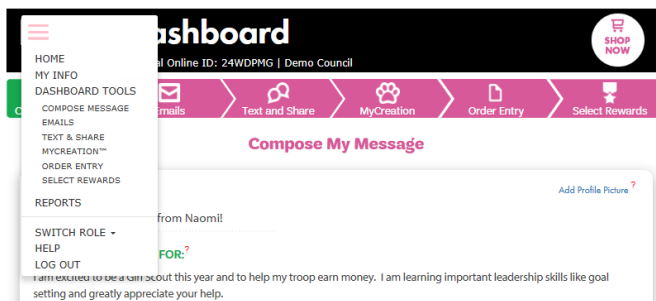 ashboard
al Online ID: 24WDPMG | Demo Council
SHOP
NOW
HOME
MY INFO
DASHBOARD TOOLS
COMPOSE MESSAGE
EMAILS
TEXT & SHARE
MYCREATION™
ORDER ENTRY
SELECT REWARDS
REPORTS
SWITCH ROLE
HELP
LOG OUT
Emails
Text and Share
MyCreation
Order Entry
Select Rewards
Compose My Message
Add Profile Picture ?
from Naomi!
FOR:?
I am excited to be a Girl Scout this year and to help my troop earn money. I am learning important leadership skills like goal
setting and greatly appreciate your help.